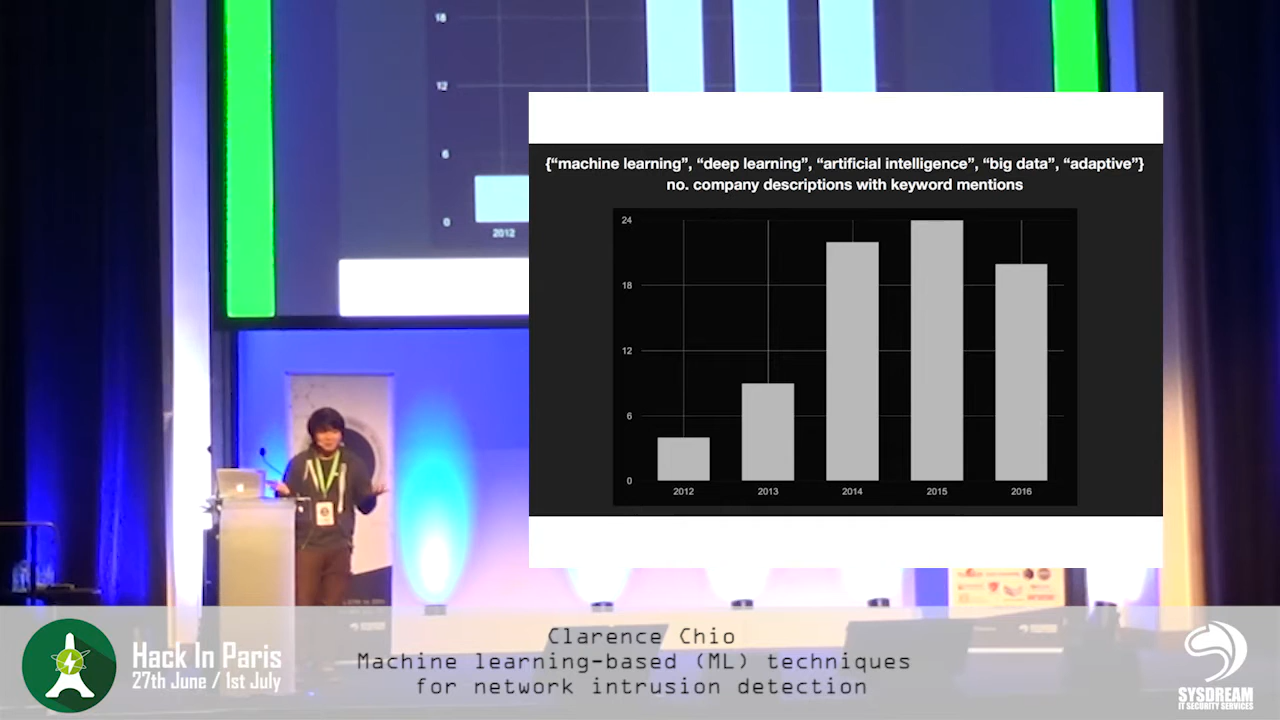 18
12
6
0
2012
{“machine learning”, “deep learning”, “artificial intelligence”, “big data”, “adaptive”}
no. company descriptions with keyword mentions
24
18
12
6
0
2012 2013 2014 2015 2016
Hack In Paris
27th June / 1st July
Clarence Chio
Machine learning-based (ML) techniques
for network intrusion detection
SYSDREAM
IT SECURITY SERVICES